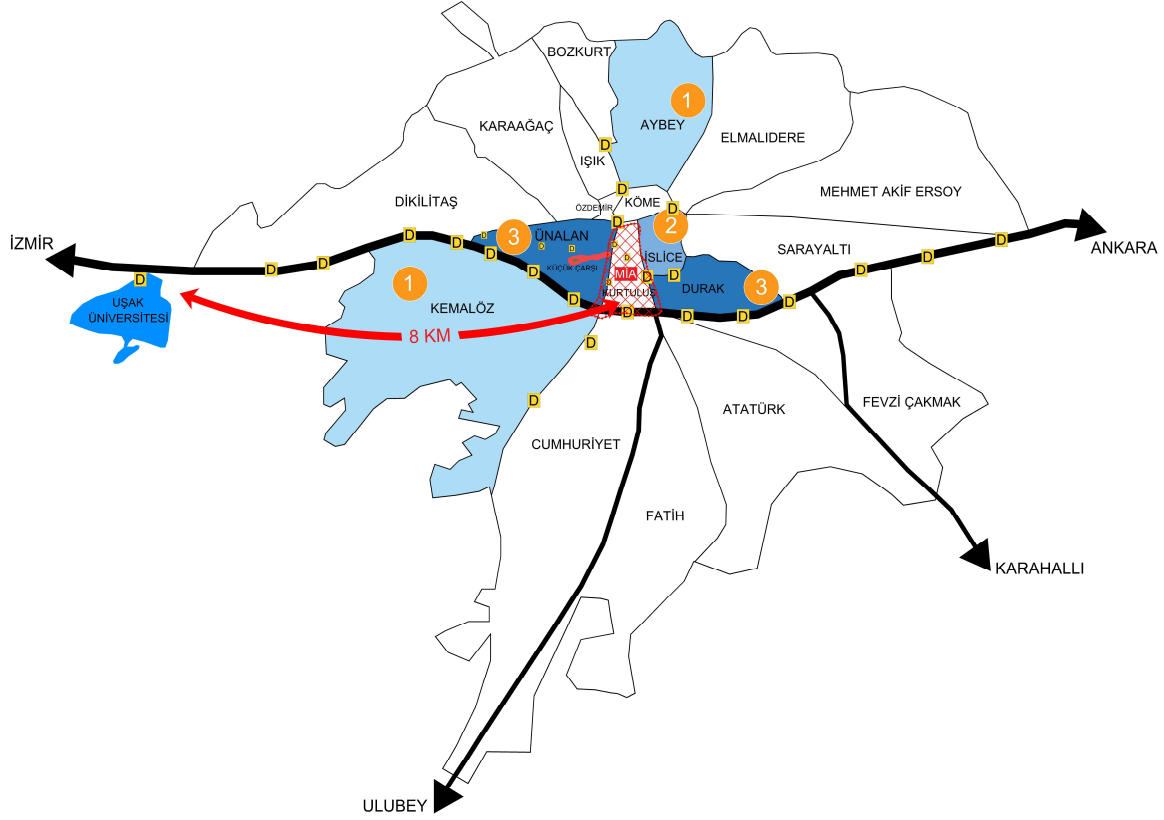 BOZKURT
1
AYBEY
KARAAĞAÇ
ELMALIDERE
D
IŞIK
D
MEHMET AKİF ERSOY
DİKİLİTAŞ
ÖZDEMİR
KÖME
D
D
2
İZMİR
D
D
D
3
ÜNALAN
D
D
D
SARAYALTI
D
ANKARA
D
D
D
D
İSLİCE
D
D
D
KÜÇÜK ÇARŞI
D
MİA
D
D
D
1
D
KURTULUŞ
DURAK
3
UŞAK
ÜNİVERSİTESİ
KEMALÖZ
D
D
D
D
D
D
8 KM
D
D
FEVZİ ÇAKMAK
ATATÜRK
CUMHURİYET
FATİH
KARAHALLI
ULUBEY